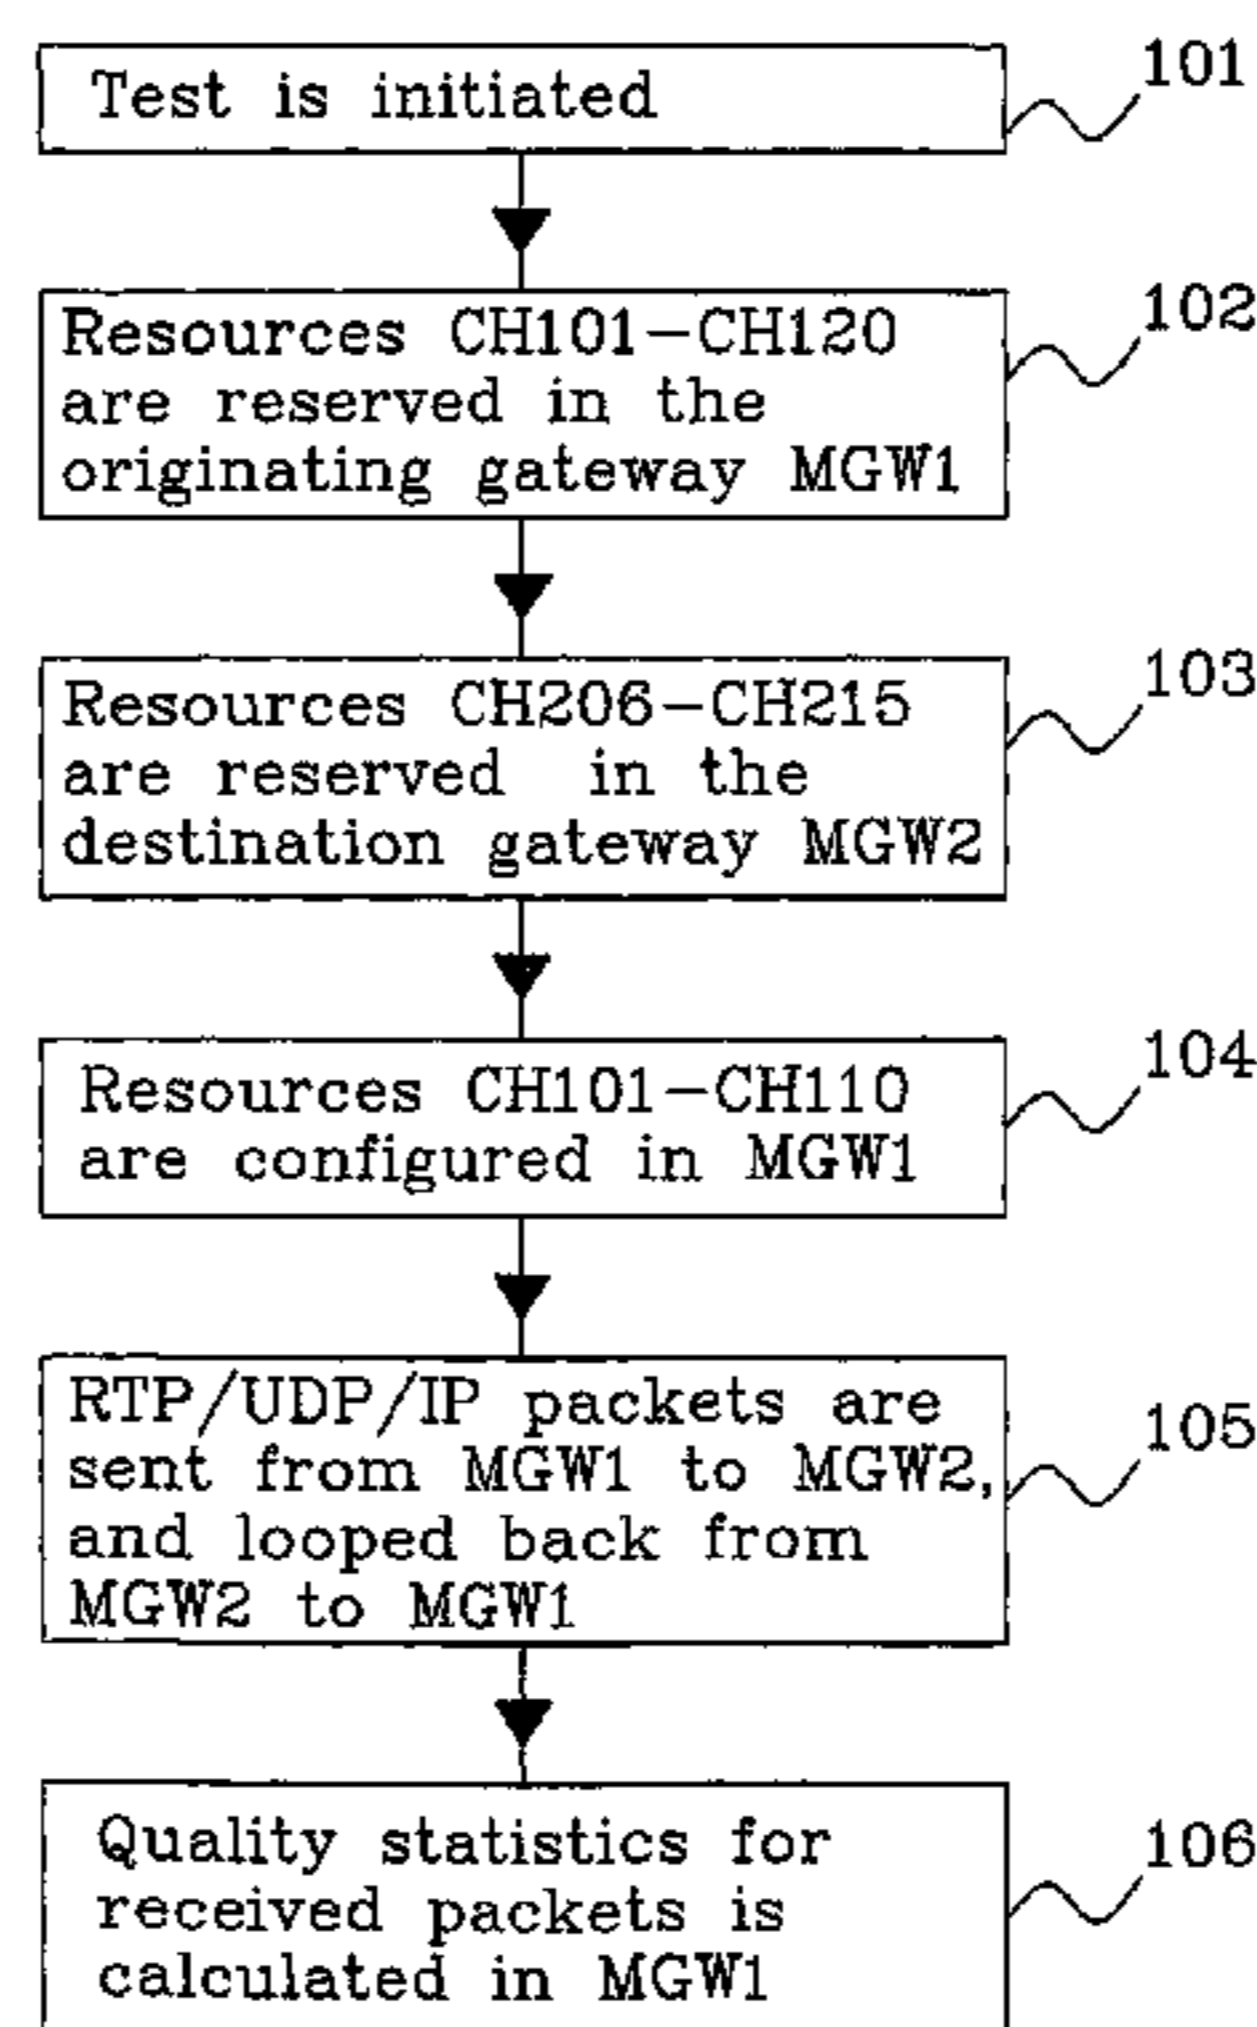 Test is initiated
101
Resources CH101-CH120
are reserved in the
originating gateway MGW1
102
Resources CH206-CH215
are reserved in the
destination gateway MGW2
103
Resources CH101-CH110
are configured in MGW1
104
RTP/UDP/IP packets are
sent from MGW1 to MGW2,
and looped back from
MGW2 to MGW1
105
Quality statistics for
received packets is
calculated in MGW1
106